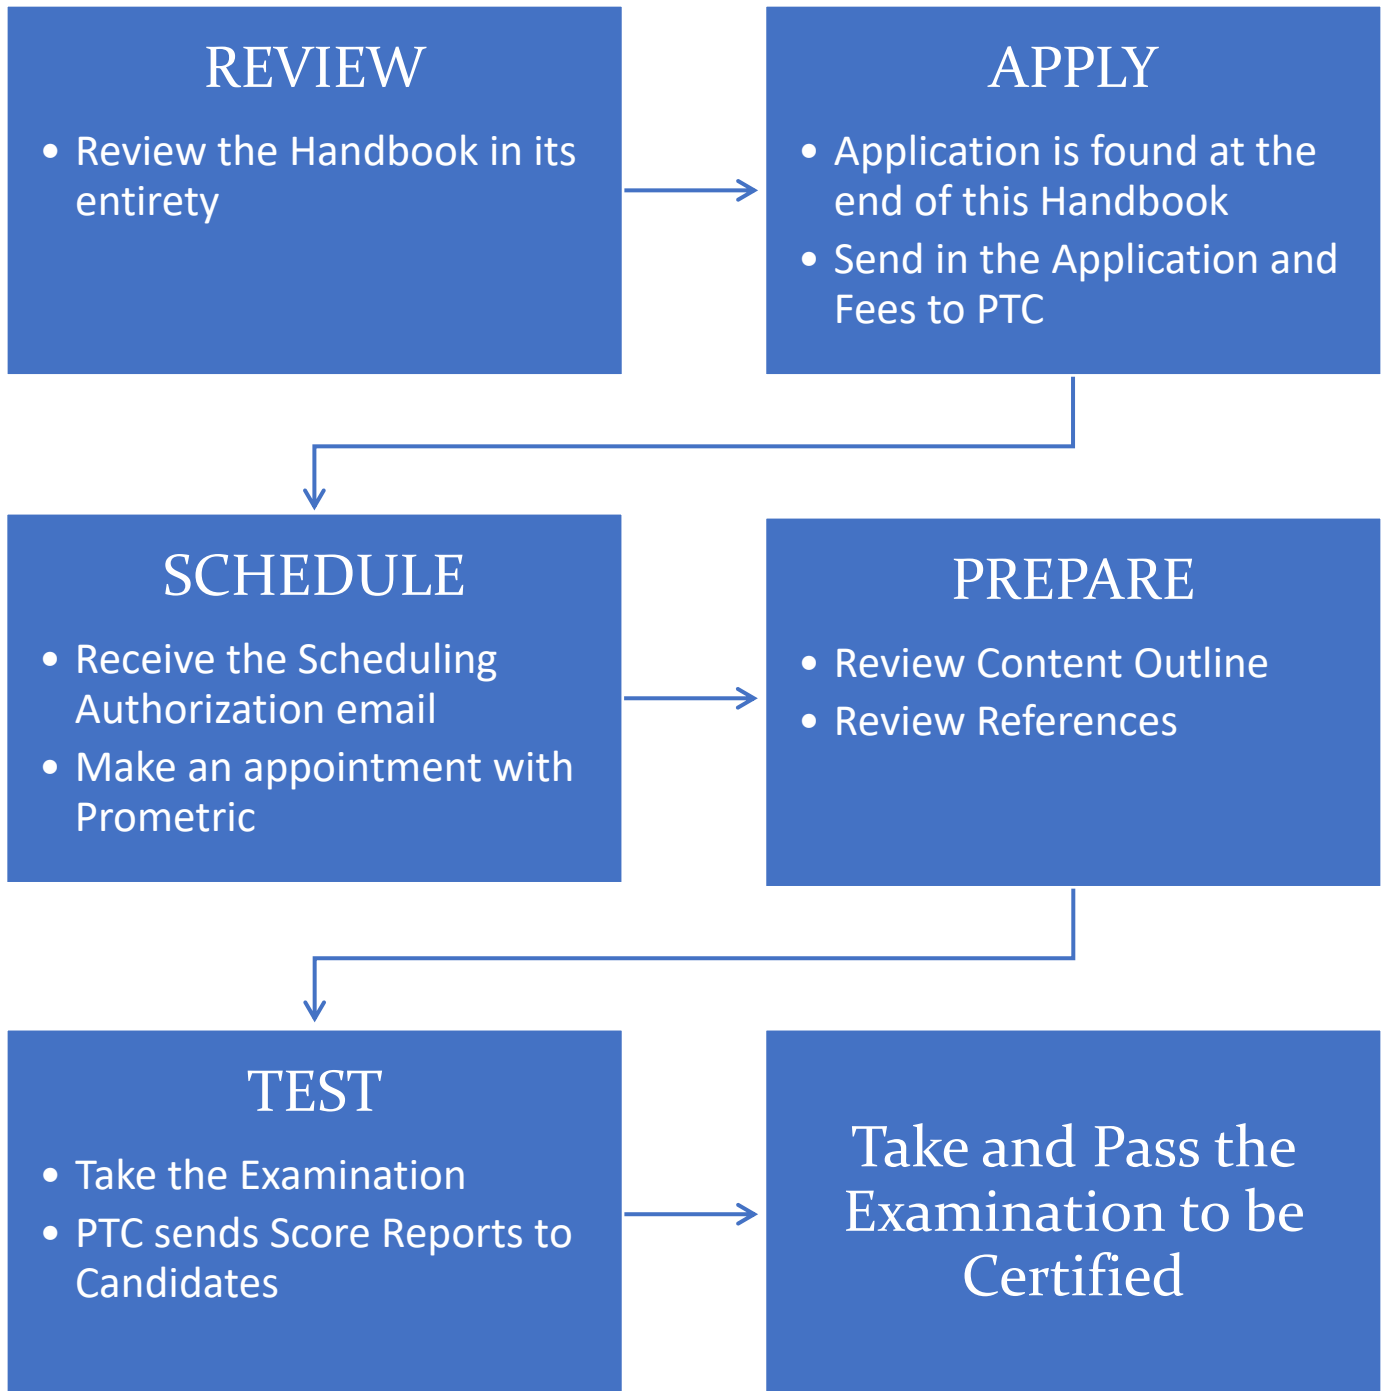 REVIEW
• Review the Handbook in its
entirety
APPLY
• Application is found at the
end of this Handbook
• Send in the Application and
Fees to PTC
SCHEDULE
• Receive the Scheduling
Authorization email
• Make an appointment with
Prometric
PREPARE
• Review Content Outline
• Review References
TEST
• Take the Examination
• PTC sends Score Reports to
Candidates
Take and Pass the
Examination to be
Certified